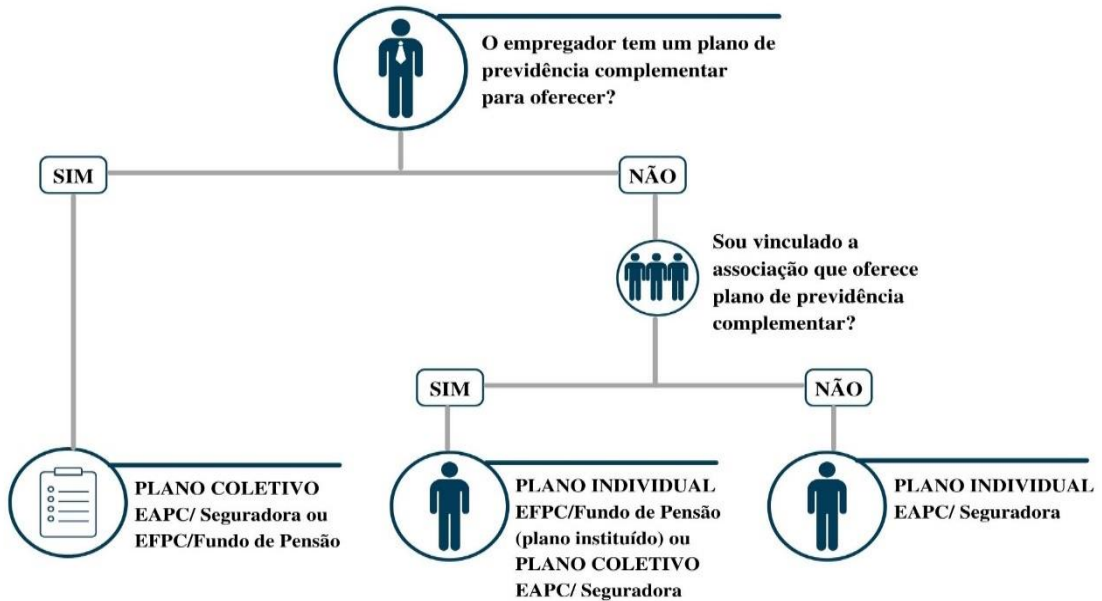 O empregador tem um plano de
previdência complementar
para oferecer?
SIM
NÃO
Sou vinculado a
associação que oferece
plano de previdência
complementar?
SIM
NÃO
PLANO COLETIVO
EAPC/ Seguradora ou
EFPC/Fundo de Pensão
PLANO INDIVIDUAL
EFPC/Fundo de Pensão
(plano instituído) ou
PLANO COLETIVO
EAPC/ Seguradora
PLANO INDIVIDUAL
EAPC/ Seguradora